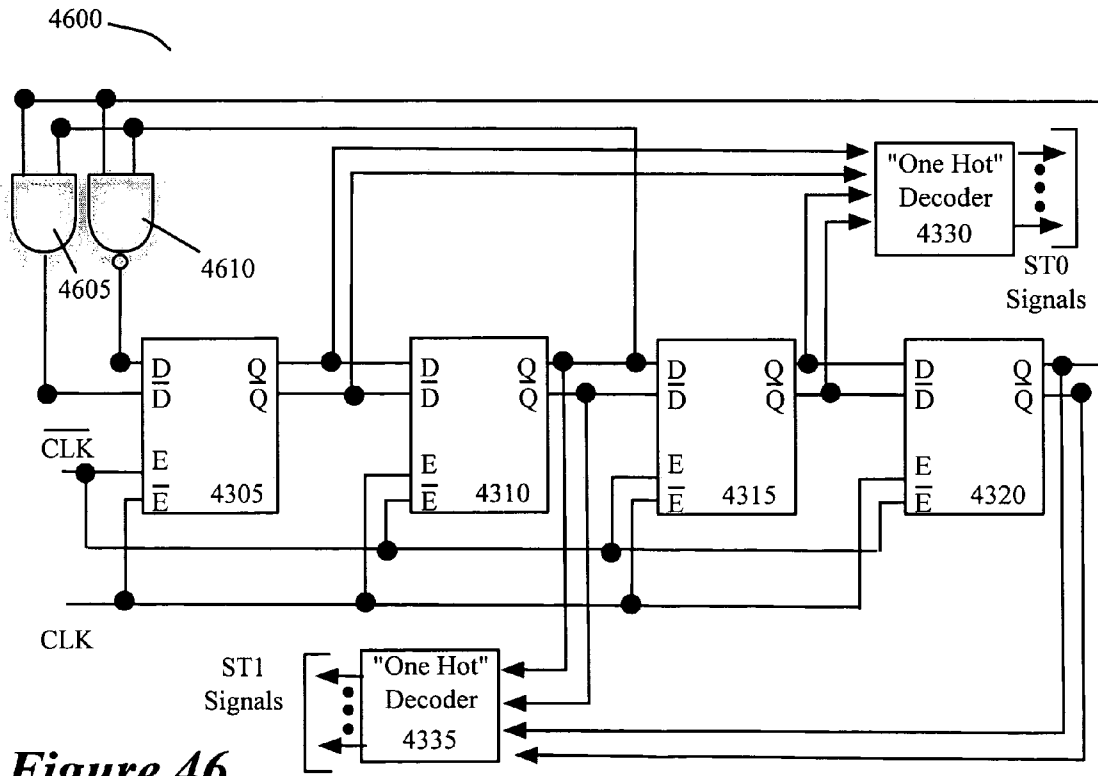 4600
"One Hot"
Decoder
4330
ST0
Signals
4605
4610
D Q
D̅ Q̅
E
E̅ 4305
D Q
D̅ Q̅
E
E̅ 4310
D Q
D̅ Q̅
E
E̅ 4315
D Q
D̅ Q̅
E
E̅ 4320
C̅L̅K̅
CLK
ST1
Signals
"One Hot"
Decoder
4335
Figure 46